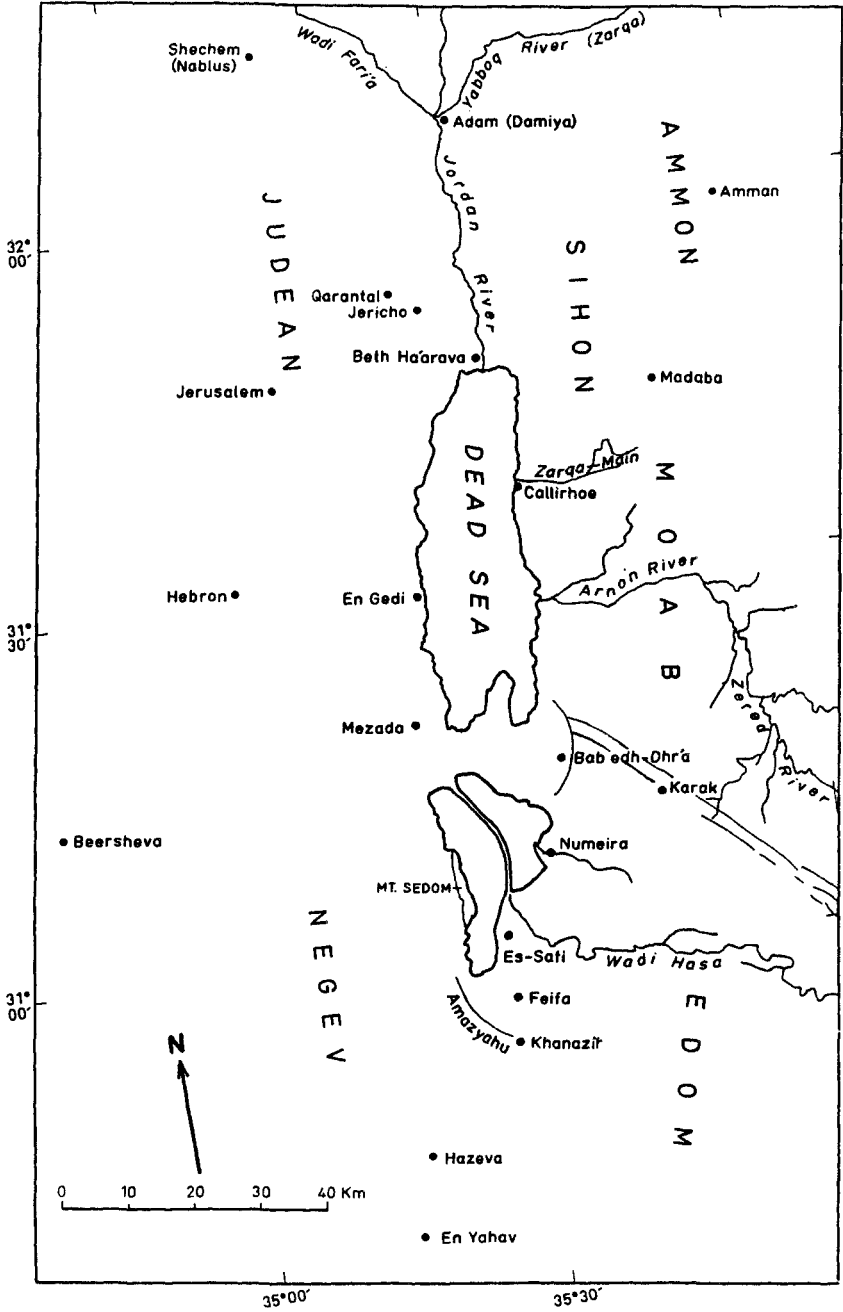 Shechem
(Nablus)
Wadi Fari'a
Yabboq River (Zarqa)
Adam (Damiya)
AMMON
Amman
Jordan River
JUDEAN
SIHON
32°
00'
Qarantal
Jericho
Beth Ha'arava
Madaba
Jerusalem
DEAD SEA
Zarqa-Main
Callirhoe
MOAB
Arnon River
Hebron
En Gedi
31°
30'
Zered River
Mezada
Bab edh-Dhr'a
Karak
Beersheva
Numeira
MT. SEDOM
NEGEV
Es-Safi
Wadi Hasa
31°
00'
Feifa
EDOM
Amazyahu
Khanazir
N
Hazeva
0 10 20 30 40 Km
En Yahav
35°00'
35°30'